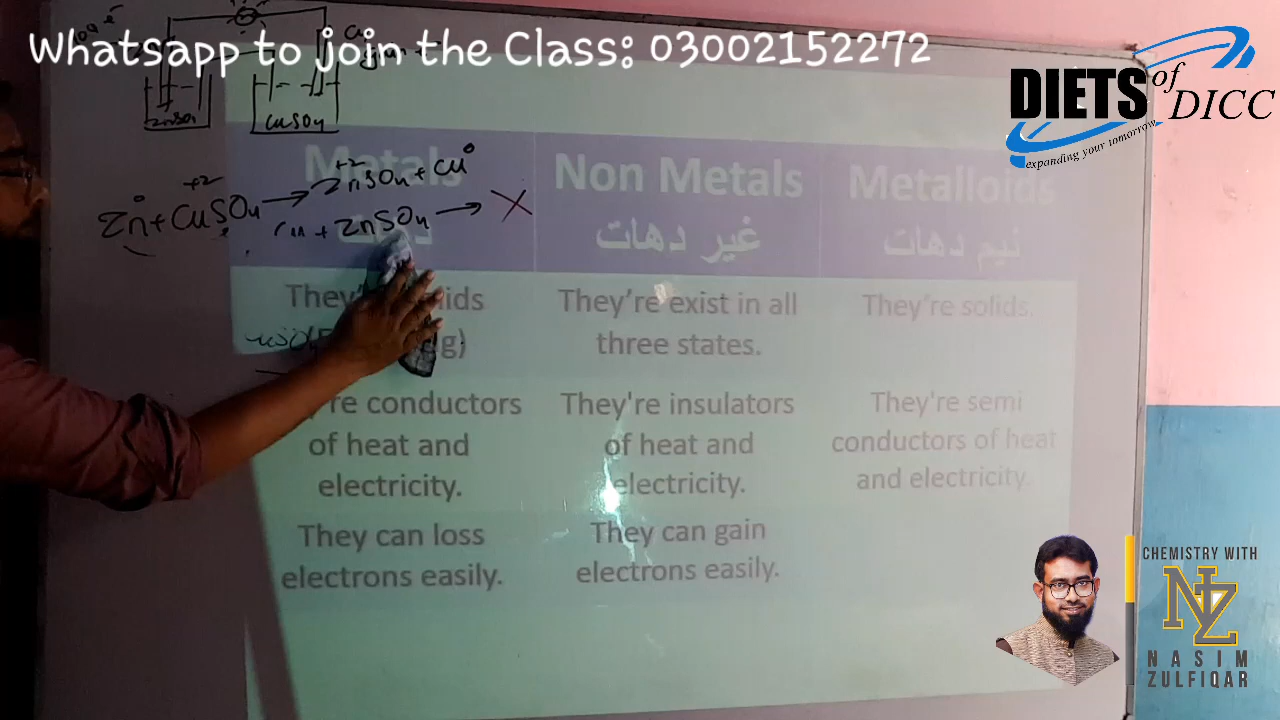 Whatsapp to join the Class: 03002152272
DIETS of DICC
expanding your tomorrow
ZnSO4
CuSO4
Metals
Non Metals
Metalloids
غیر دھات
نیم دھات
Zn° + CuSO4 → ZnSO4 + Cu°
+2
+2
Cu + ZnSO4 → X
They're exist in all
three states.
They're solids.
're conductors
of heat and
electricity.
They're insulators
of heat and
electricity.
They're semi
conductors of heat
and electricity.
They can loss
electrons easily.
They can gain
electrons easily.
CHEMISTRY WITH
NZ
NASIM
ZULFIQAR